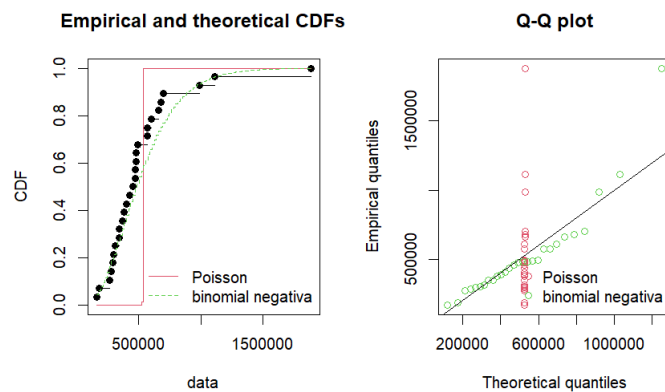 Empirical and theoretical CDFs
CDF
0.0
0.2
0.4
0.6
0.8
1.0
Poisson
binomial negativa
500000
1500000
data
Q-Q plot
Empirical quantiles
500000
1500000
Poisson
binomial negativa
200000
600000
1000000
Theoretical quantiles